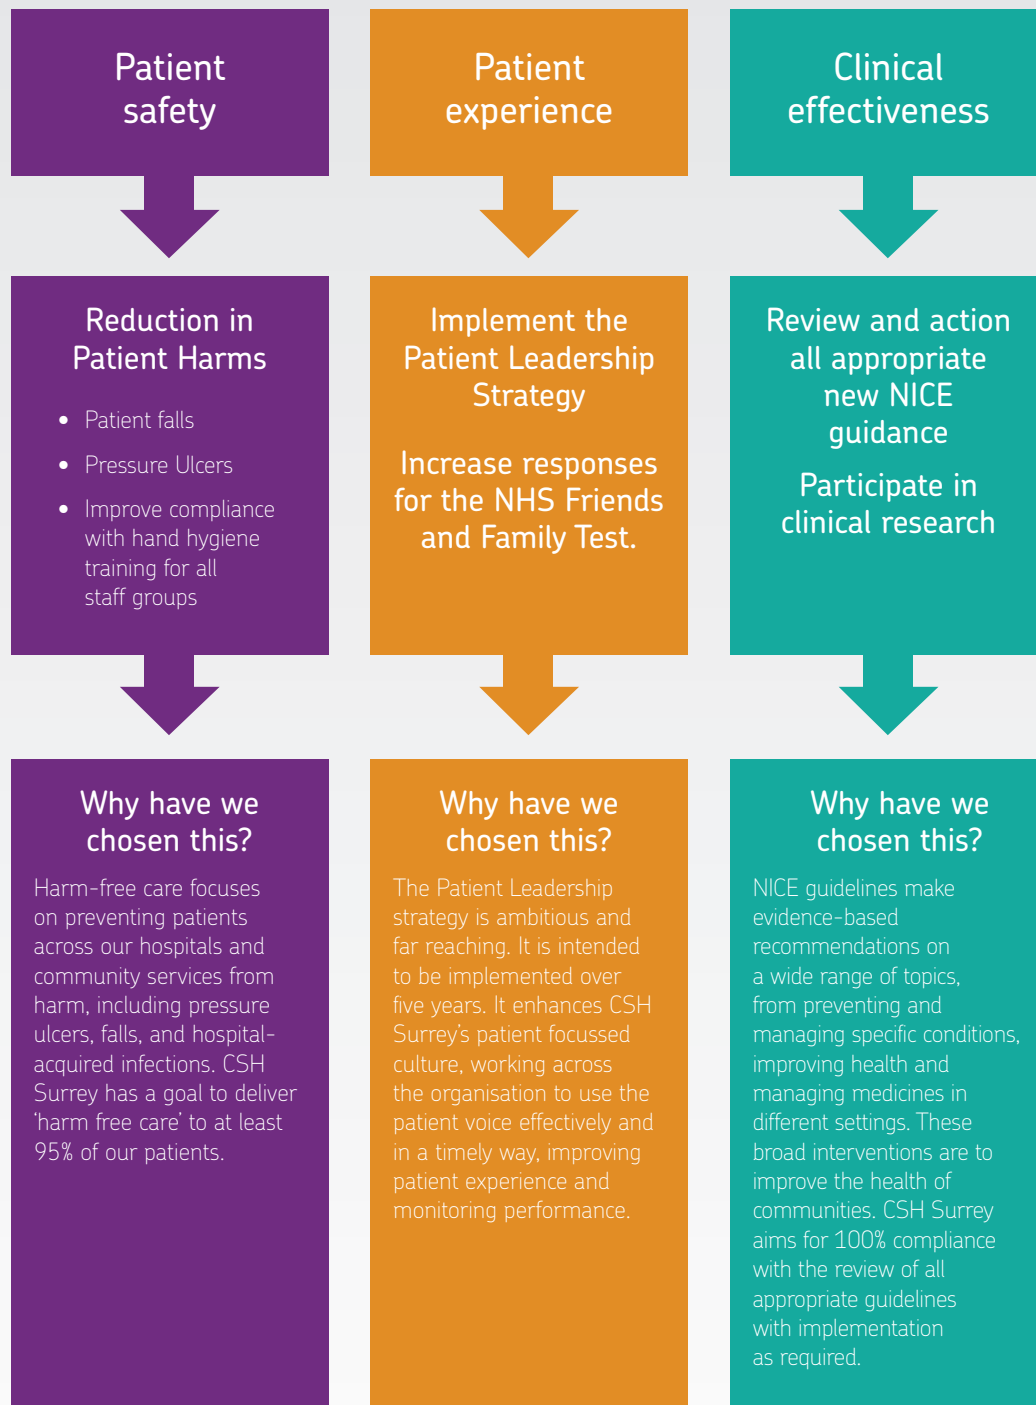 Patient
safety
Reduction in
Patient Harms
• Patient falls
• Pressure Ulcers
• Improve compliance
with hand hygiene
training for all
staff groups
Why have we
chosen this?
Harm-free care focuses
on preventing patients
across our hospitals and
community services from
harm, including pressure
ulcers, falls, and hospital-
acquired infections. CSH
Surrey has a goal to deliver
‘harm free care’ to at least
95% of our patients.
Patient
experience
Implement the
Patient Leadership
Strategy
Increase responses
for the NHS Friends
and Family Test.
Why have we
chosen this?
The Patient Leadership
strategy is ambitious and
far reaching. It is intended
to be implemented over
five years. It enhances CSH
Surrey’s patient focussed
culture, working across
the organisation to use the
patient voice effectively and
in a timely way, improving
patient experience and
monitoring performance.
Clinical
effectiveness
Review and action
all appropriate
new NICE
guidance
Participate in
clinical research
Why have we
chosen this?
NICE guidelines make
evidence-based
recommendations on
a wide range of topics,
from preventing and
managing specific conditions,
improving health and
managing medicines in
different settings. These
broad interventions are to
improve the health of
communities. CSH Surrey
aims for 100% compliance
with the review of all
appropriate guidelines
with implementation
as required.